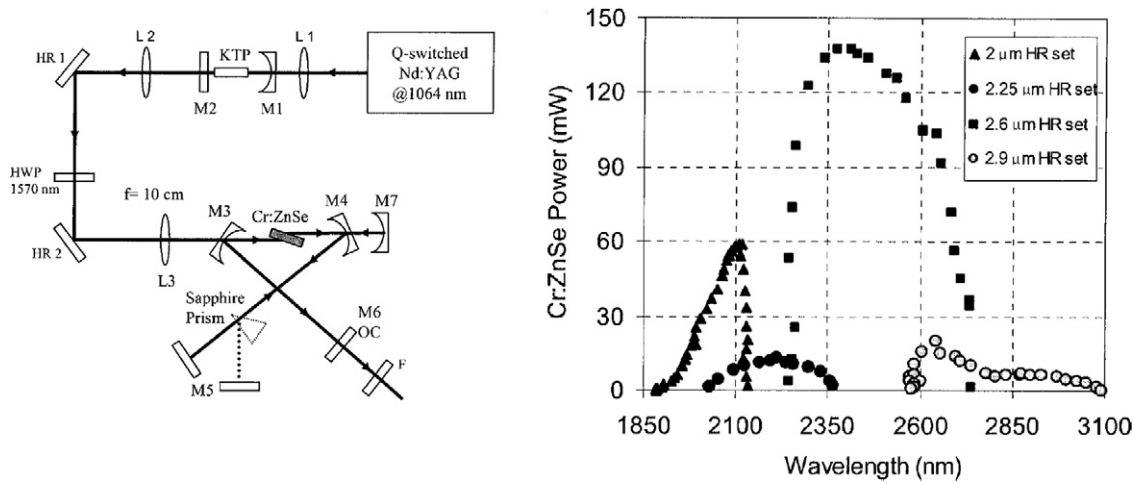 L 2
KTP
L 1
HR 1
M2
M1
Q-switched
Nd:YAG
@1064 nm
HWP
1570 nm
f= 10 cm
M3
Cr:ZnSe
M4
M7
HR 2
L3
Sapphire
Prism
M6
OC
F
M5
Cr:ZnSe Power (mW)
150
120
90
60
30
0
1850
2100
2350
2600
2850
3100
Wavelength (nm)
2 μm HR set
2.25 μm HR set
2.6 μm HR set
2.9 μm HR set